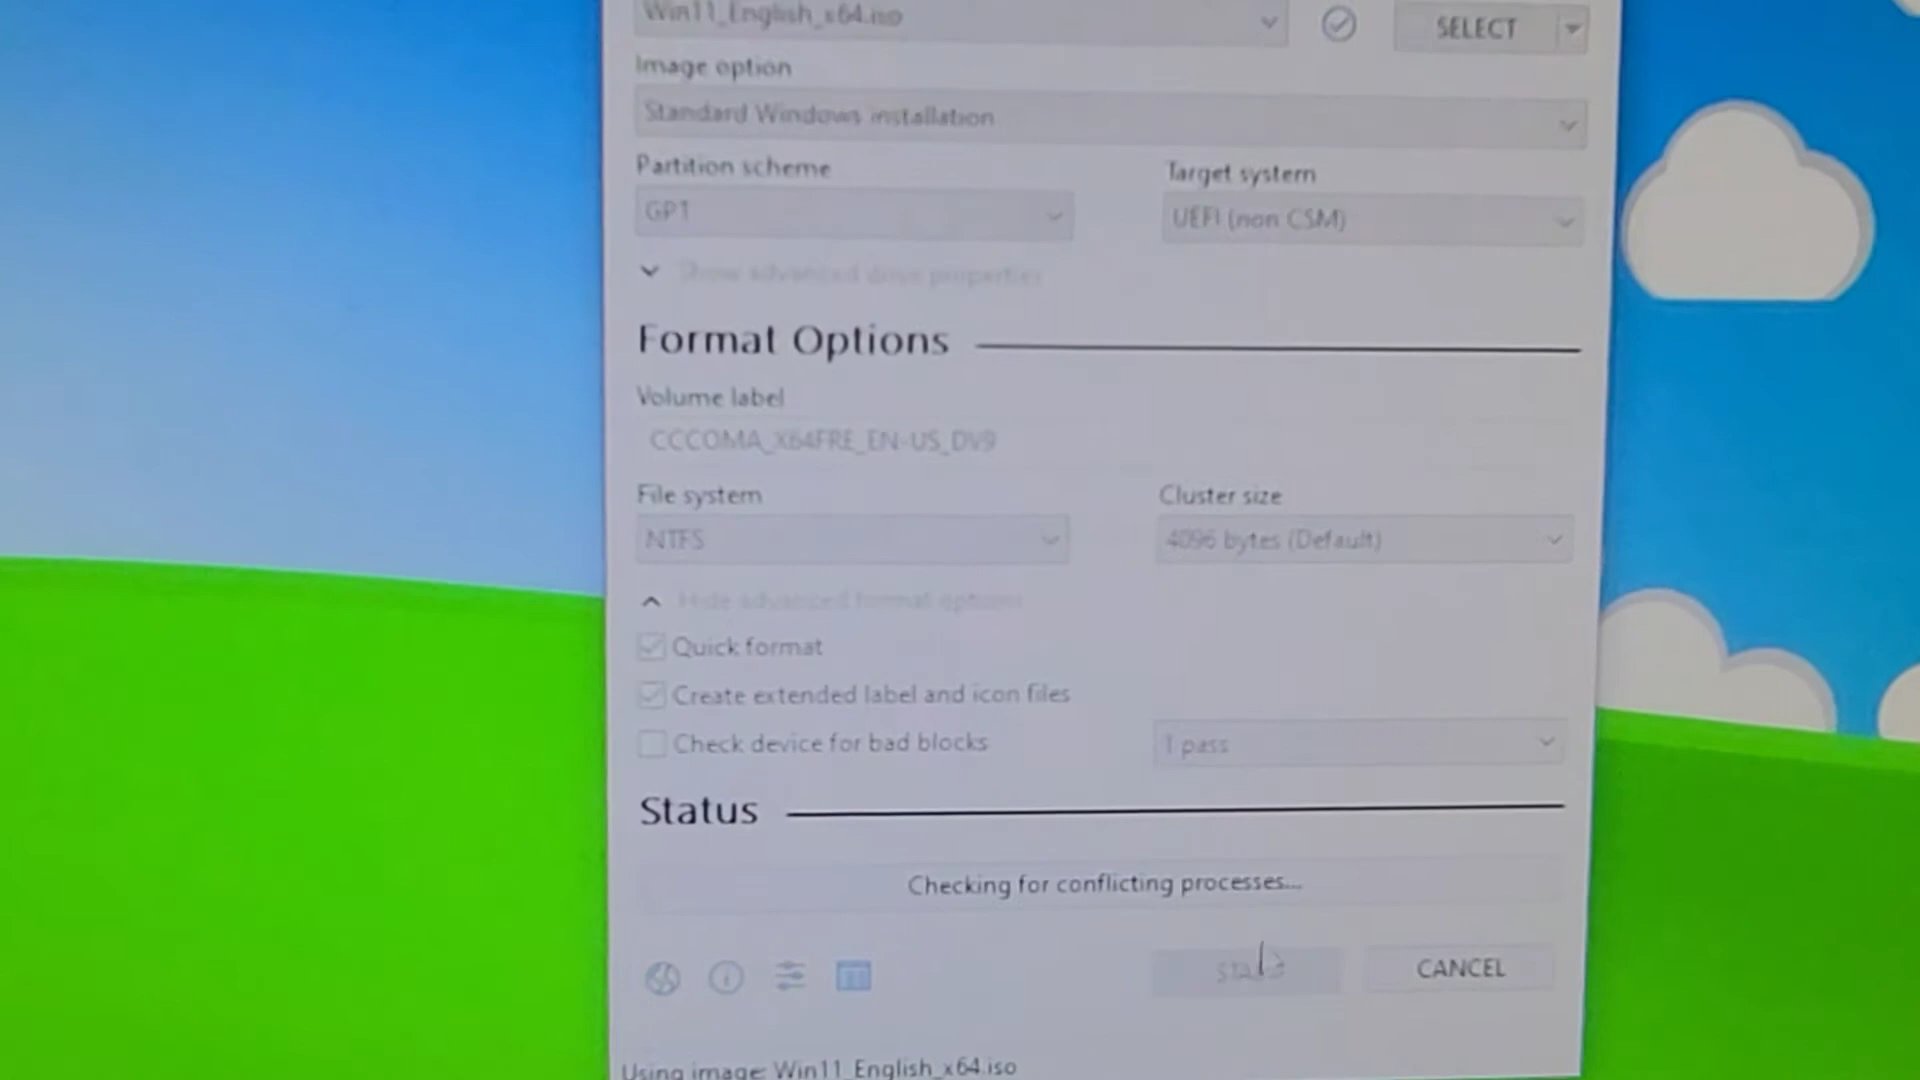 Win11_English_x64.iso
SELECT
Image option
Standard Windows installation
Partition scheme
Target system
GPT
UEFI (non CSM)
Show advanced drive properties
Format Options
Volume label
CCCOMA_X64FRE_EN-US_DV9
File system
Cluster size
NTFS
4096 bytes (Default)
Hide advanced format options
Quick format
Create extended label and icon files
Check device for bad blocks
1 pass
Status
Checking for conflicting processes...
START
CANCEL
Using image: Win11_English_x64.iso